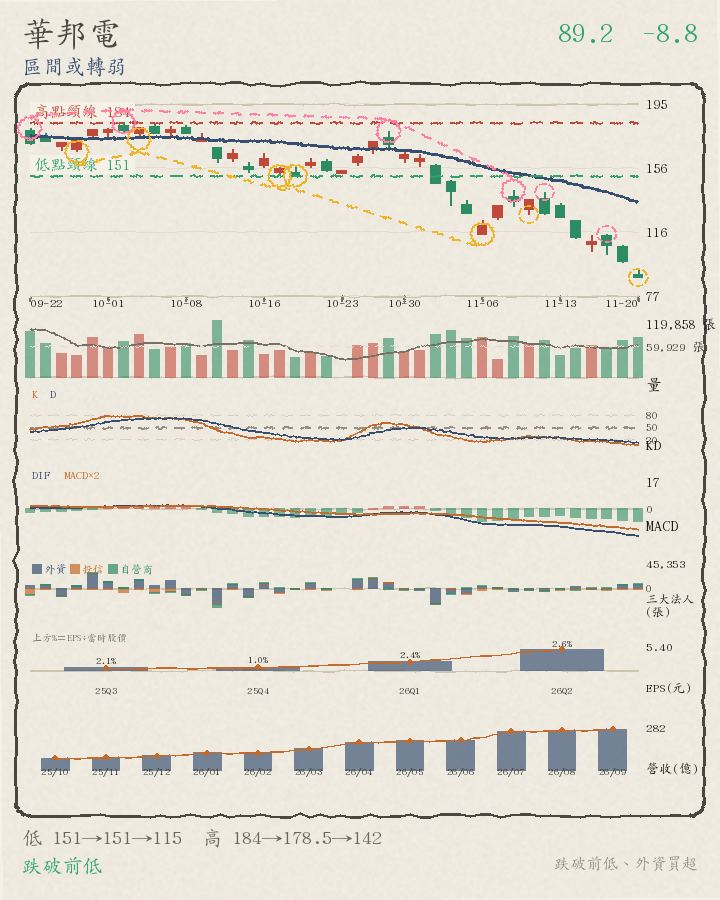 華邦電
89.2 -8.8
區間或轉弱
195
高點頸線 184
低點頸線 151
156
116
77
09-22 10-01 10-08 10-16 10-23 10-30 11-06 11-13 11-20
119,858 張
59,929 張
量
K D
80
50
20
KD
DIF MACD×2
17
0
MACD
外資 投信 自營商
45,353
0
三大法人
(張)
上方%=EPS÷當時股價
5.40
2.1% 1.0% 2.4% 2.6%
25Q3 25Q4 26Q1 26Q2
EPS(元)
282
25/10 25/11 25/12 26/01 26/02 26/03 26/04 26/05 26/06 26/07 26/08 26/09
營收(億)
低 151→151→115 高 184→178.5→142
跌破前低
跌破前低、外資買超